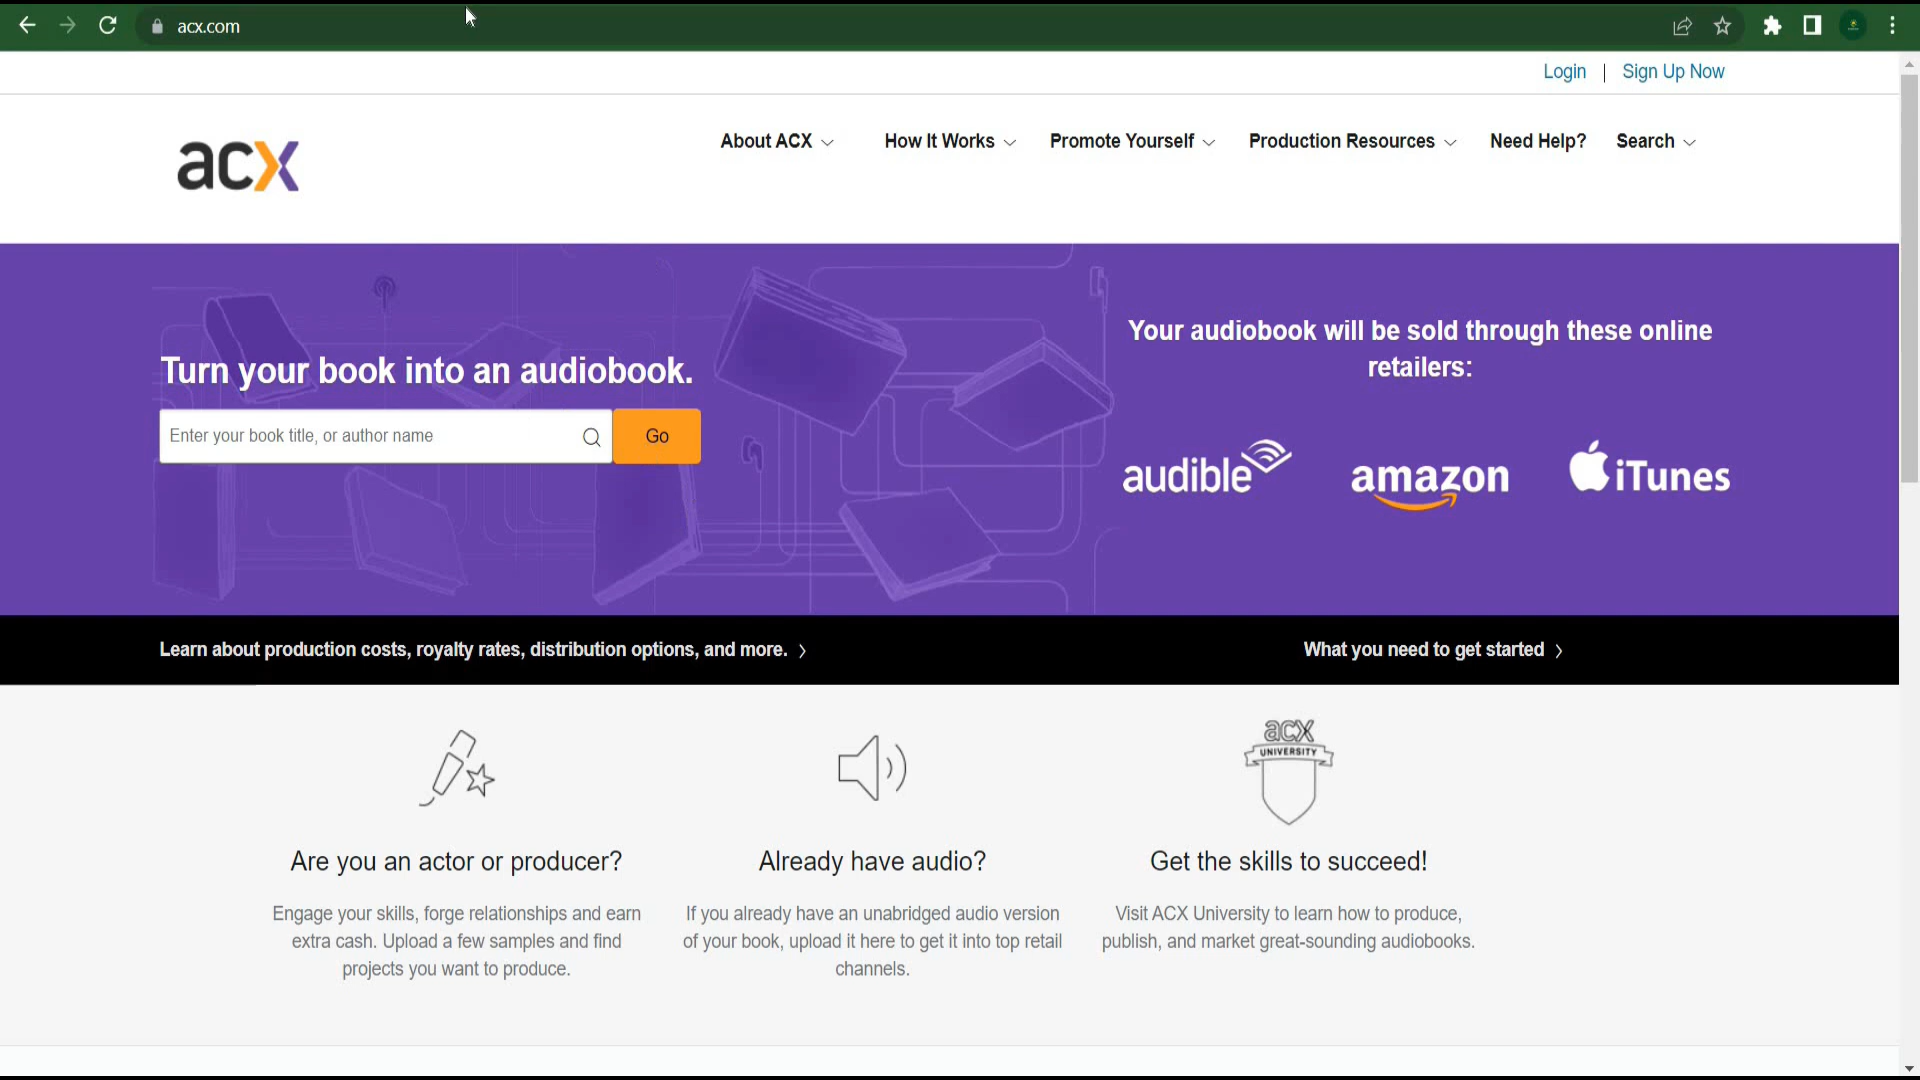 acx.com
Login | Sign Up Now
acx
About ACX
How It Works
Promote Yourself
Production Resources
Need Help?
Search
Turn your book into an audiobook.
Enter your book title, or author name
Go
Your audiobook will be sold through these online
retailers:
audible
amazon
iTunes
Learn about production costs, royalty rates, distribution options, and more.
What you need to get started
acx
UNIVERSITY
Are you an actor or producer?
Engage your skills, forge relationships and earn
extra cash. Upload a few samples and find
projects you want to produce.
Already have audio?
If you already have an unabridged audio version
of your book, upload it here to get it into top retail
channels.
Get the skills to succeed!
Visit ACX University to learn how to produce,
publish, and market great-sounding audiobooks.